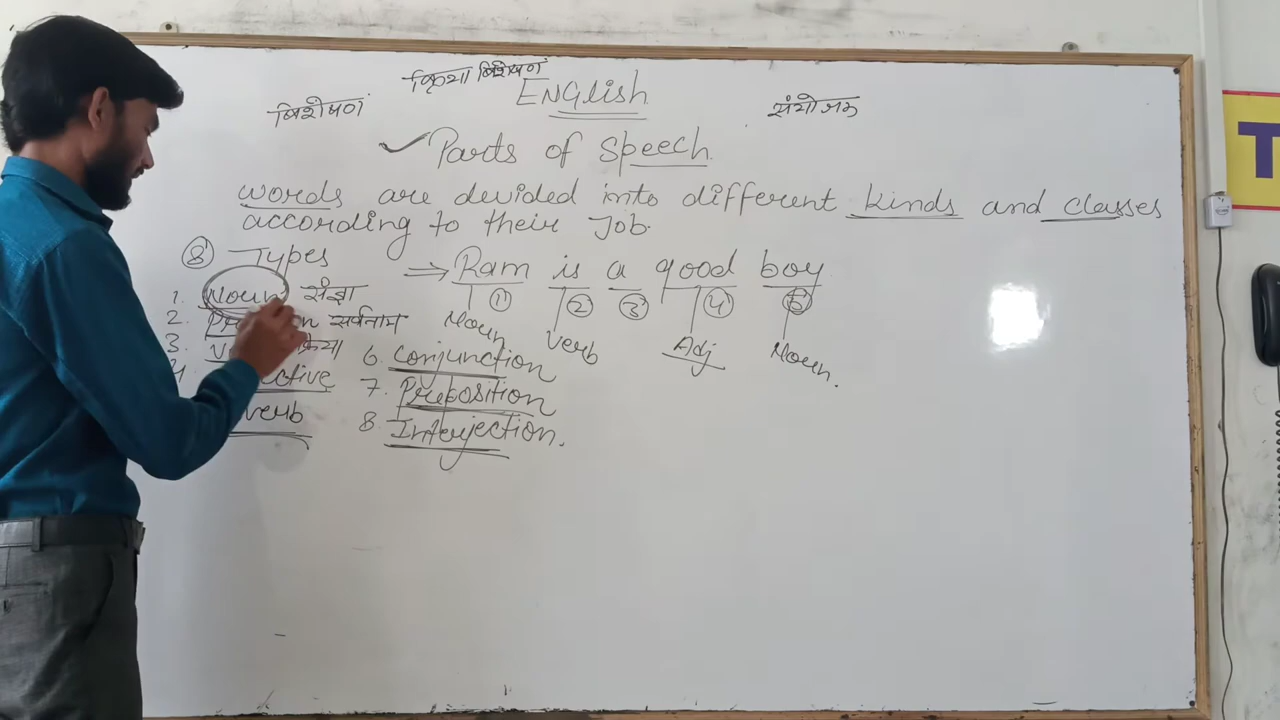 क्रिया विशेषण
ENGlish
विशेषण
संयोजक
Parts of Speech
words are devided into different kinds and classes
according to their Job.
8 Types
⇒ Ram is a good boy
1 2 3 4 5
Noun Verb Adj Noun.
1. Noun संज्ञा
2. सर्वनाम
3.
6. Conjunction
7. Preposition
8. Interjection.
T